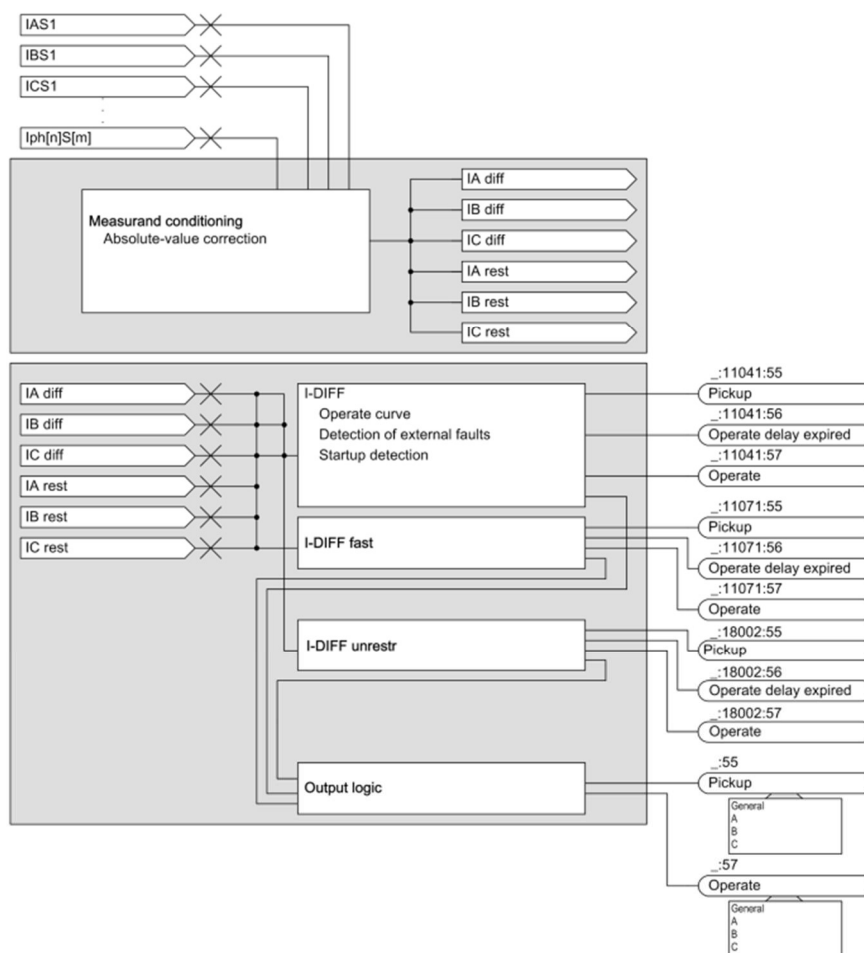 IAS1
IBS1
ICS1
Iph[n]S[m]
Measurand conditioning
Absolute-value correction
IA diff
IB diff
IC diff
IA rest
IB rest
IC rest
IA diff
IB diff
IC diff
IA rest
IB rest
IC rest
I-DIFF
Operate curve
Detection of external faults
Startup detection
I-DIFF fast
I-DIFF unrestr
Output logic
_:11041:55
Pickup
_:11041:56
Operate delay expired
_:11041:57
Operate
_:11071:55
Pickup
_:11071:56
Operate delay expired
_:11071:57
Operate
_:18002:55
Pickup
_:18002:56
Operate delay expired
_:18002:57
Operate
_:55
Pickup
General
A
B
C
_:57
Operate
General
A
B
C